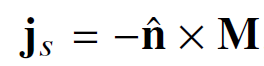 j_s = −n̂ × M